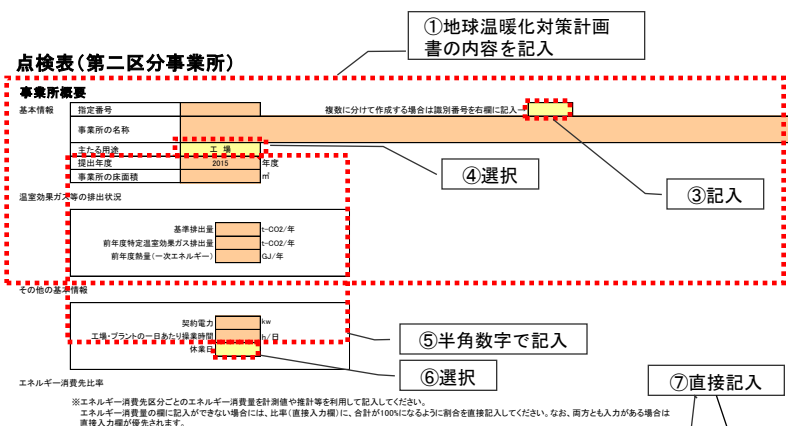 ①地球温暖化対策計画
書の内容を記入
点検表(第二区分事業所)
事業所概要
基本情報
指定番号
複数に分けて作成する場合は識別番号を右欄に記入→
事業所の名称
主たる用途
工 場
提出年度
2015
年度
事業所の床面積
㎡
④選択
③記入
温室効果ガス等の排出状況
基準排出量
t-CO2/年
前年度特定温室効果ガス排出量
t-CO2/年
前年度熱量(一次エネルギー)
GJ/年
その他の基本情報
契約電力
kw
工場・プラントの一日あたり操業時間
h/日
休業日
⑤半角数字で記入
⑥選択
⑦直接記入
エネルギー消費先比率
※エネルギー消費先区分ごとのエネルギー消費量を計測値や推計等を利用して記入してください。
エネルギー消費量の欄に記入ができない場合には、比率(直接入力欄)に、合計が100%になるように割合を直接記入してください。なお、両方とも入力がある場合は
直接入力欄が優先されます。